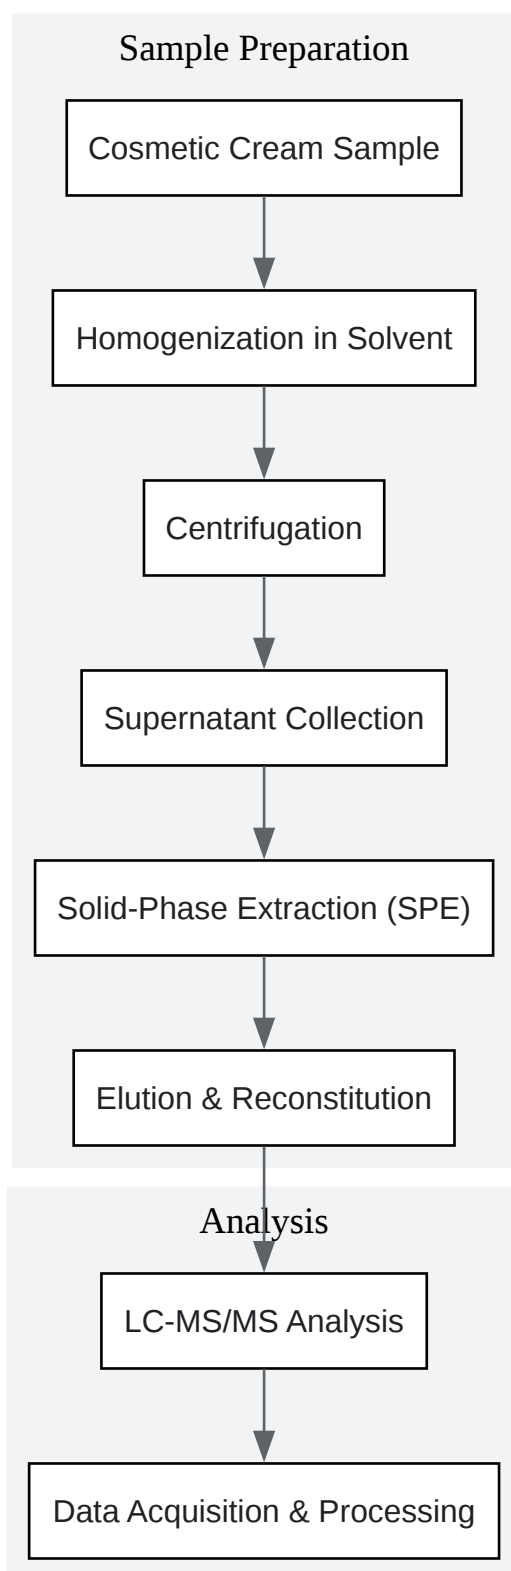 Sample Preparation
Cosmetic Cream Sample
Homogenization in Solvent
Centrifugation
Supernatant Collection
Solid-Phase Extraction (SPE)
Elution & Reconstitution
Analysis
LC-MS/MS Analysis
Data Acquisition & Processing